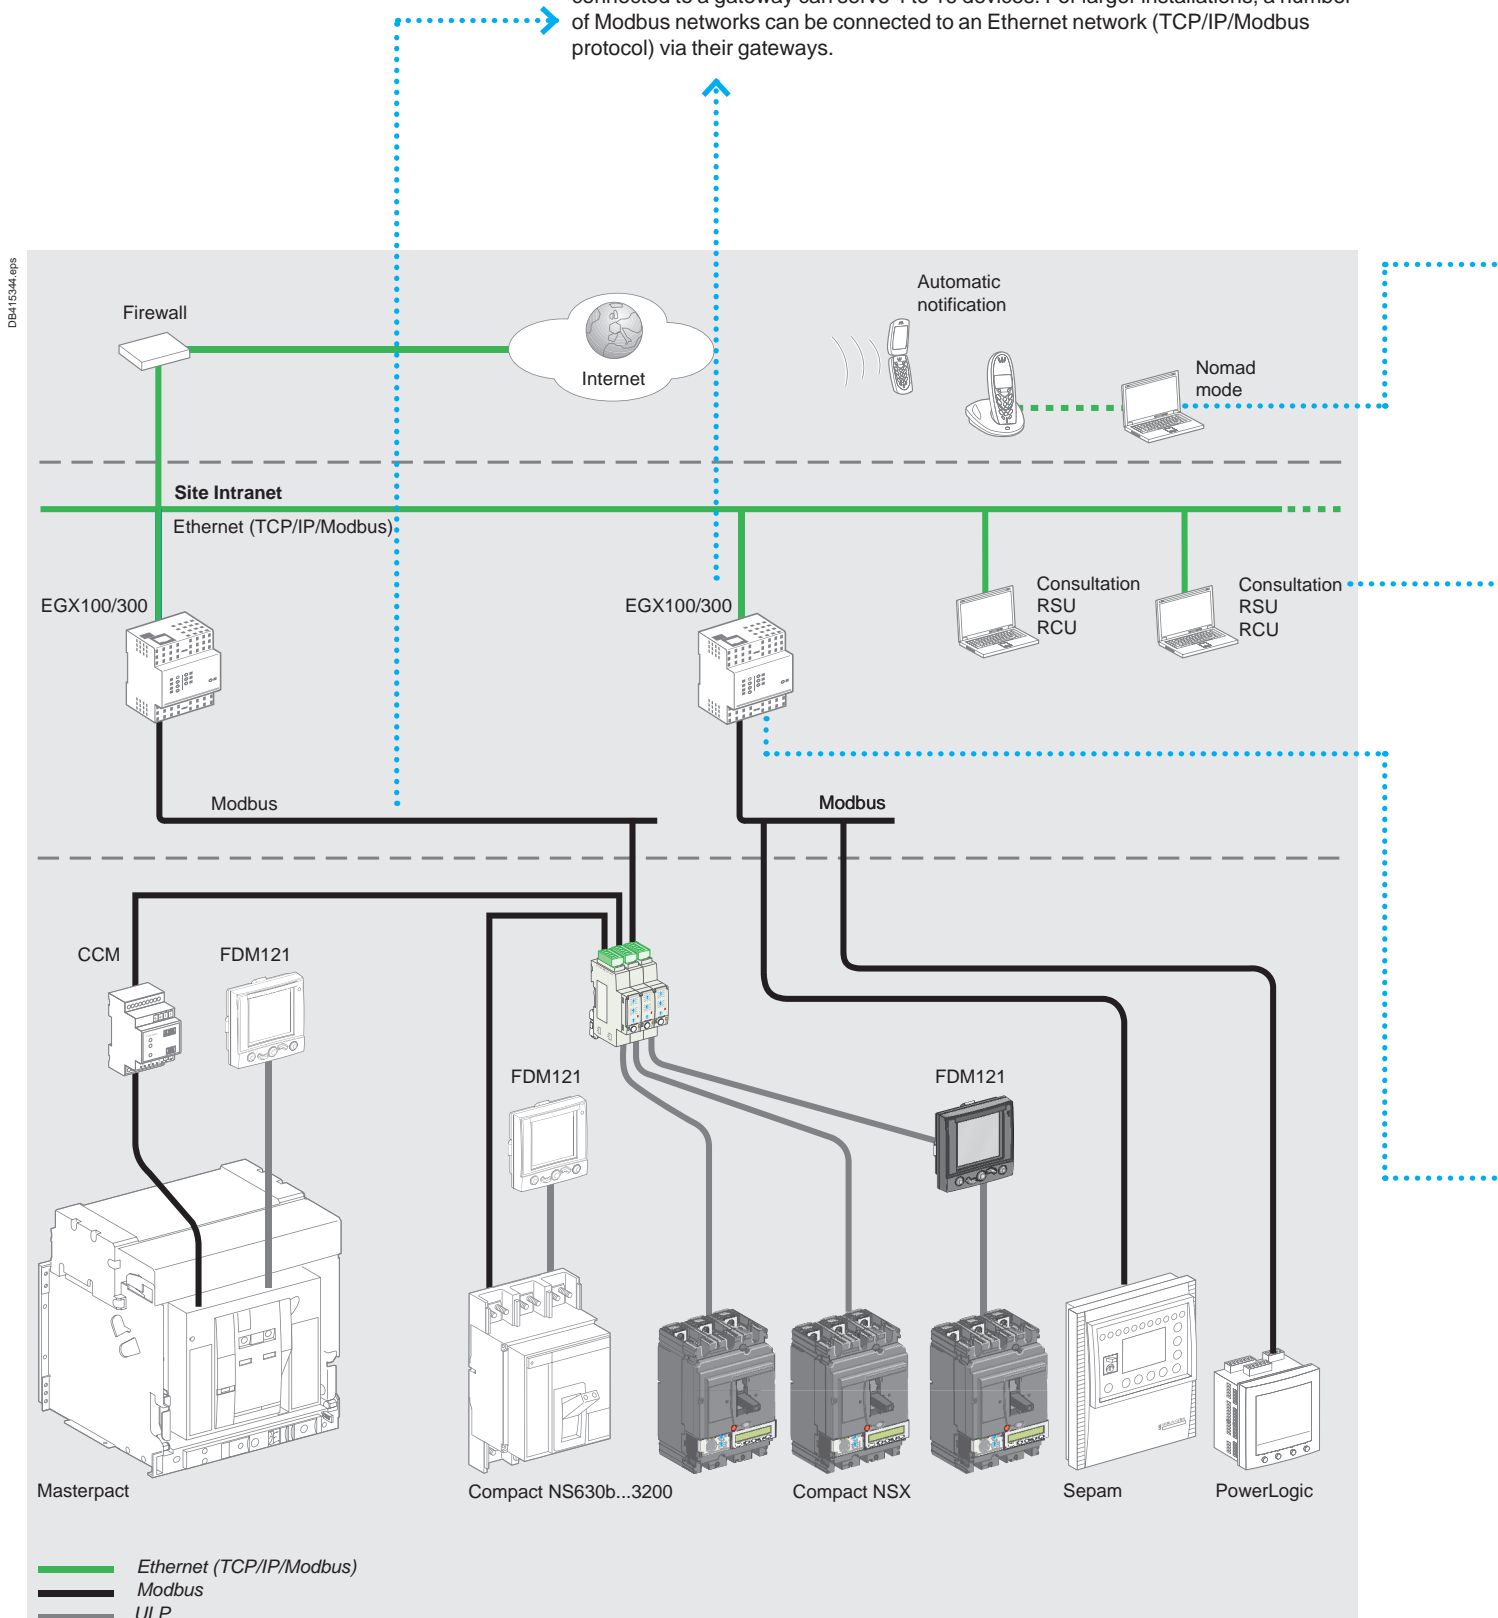 of Modbus networks can be connected to an Ethernet network (TCP/IP/Modbus
protocol) via their gateways.
DB415344.eps
Firewall
Internet
Automatic
notification
Nomad
mode
Site Intranet
Ethernet (TCP/IP/Modbus)
EGX100/300
EGX100/300
Consultation
RSU
RCU
Consultation
RSU
RCU
Modbus
Modbus
CCM
FDM121
FDM121
FDM121
Masterpact
Compact NS630b...3200
Compact NSX
Sepam
PowerLogic
Ethernet (TCP/IP/Modbus)
Modbus
ULP